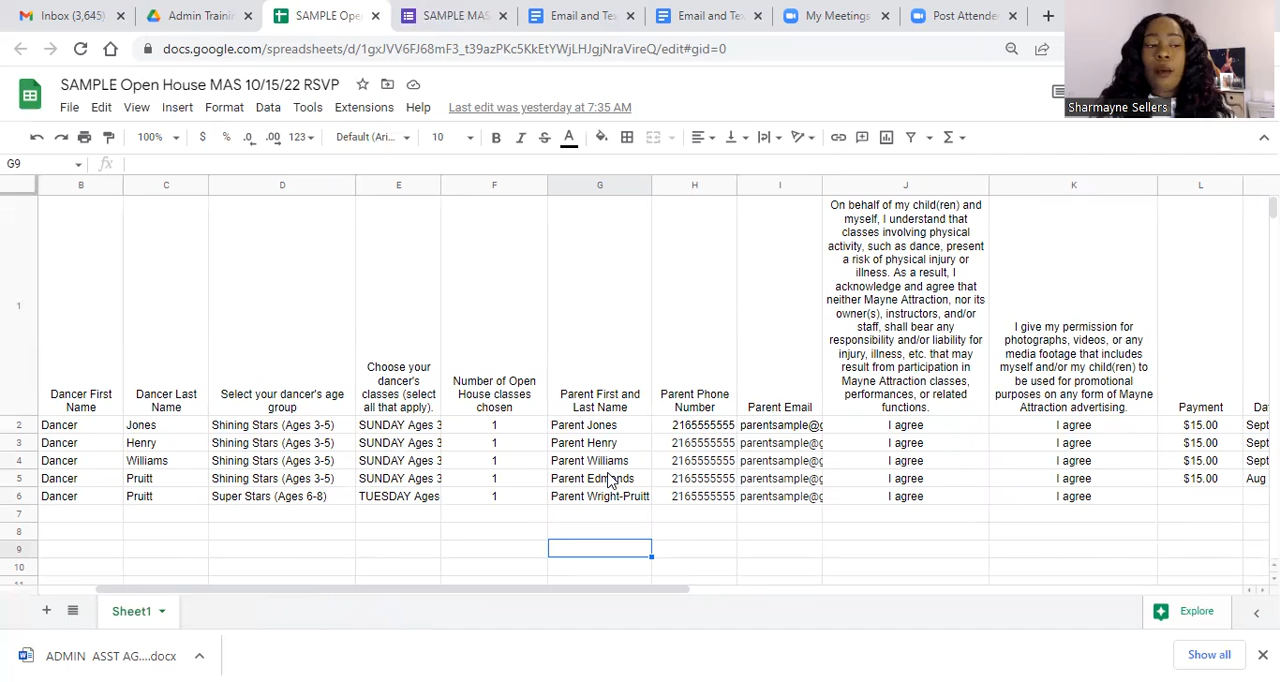 Inbox (3,645)
Admin Trainin
SAMPLE Ope
SAMPLE MAS
Email and Tex
Email and Tex
My Meetings
Post Attende
docs.google.com/spreadsheets/d/1gxJVV6FJ68mF3_t39azPKc5KkEtYWjLHJgjNraVireQ/edit#gid=0
SAMPLE Open House MAS 10/15/22 RSVP
File Edit View Insert Format Data Tools Extensions Help Last edit was yesterday at 7:35 AM
Sharmayne Sellers
100% $ % .0 .00 123 Default (Ari... 10 B I S A
G9 fx
B C D E F G H I J K L
1
Dancer First
Name
Dancer Last
Name
Select your dancer's age
group
Choose your
dancer's
classes (select
all that apply).
Number of Open
House classes
chosen
Parent First and
Last Name
Parent Phone
Number
Parent Email
On behalf of my child(ren) and
myself, I understand that
classes involving physical
activity, such as dance, present
a risk of physical injury or
illness. As a result, I
acknowledge and agree that
neither Mayne Attraction, nor its
owner(s), instructors, and/or
staff, shall bear any
responsibility and/or liability for
injury, illness, etc. that may
result from participation in
Mayne Attraction classes,
performances, or related
functions.
I give my permission for
photographs, videos, or any
media footage that includes
myself and/or my child(ren) to
be used for promotional
purposes on any form of Mayne
Attraction advertising.
Payment
Da
2 Dancer Jones Shining Stars (Ages 3-5) SUNDAY Ages 3 1 Parent Jones 2165555555 parentsample@g I agree I agree $15.00 Sept
3 Dancer Henry Shining Stars (Ages 3-5) SUNDAY Ages 3 1 Parent Henry 2165555555 parentsample@g I agree I agree $15.00 Sept
4 Dancer Williams Shining Stars (Ages 3-5) SUNDAY Ages 3 1 Parent Williams 2165555555 parentsample@g I agree I agree $15.00 Sept
5 Dancer Pruitt Shining Stars (Ages 3-5) SUNDAY Ages 3 1 Parent Edmonds 2165555555 parentsample@g I agree I agree $15.00 Aug
6 Dancer Pruitt Super Stars (Ages 6-8) TUESDAY Ages 1 Parent Wright-Pruitt 2165555555 parentsample@g I agree I agree
7
8
9
10
11
Sheet1
Explore
ADMIN ASST AG....docx
Show all